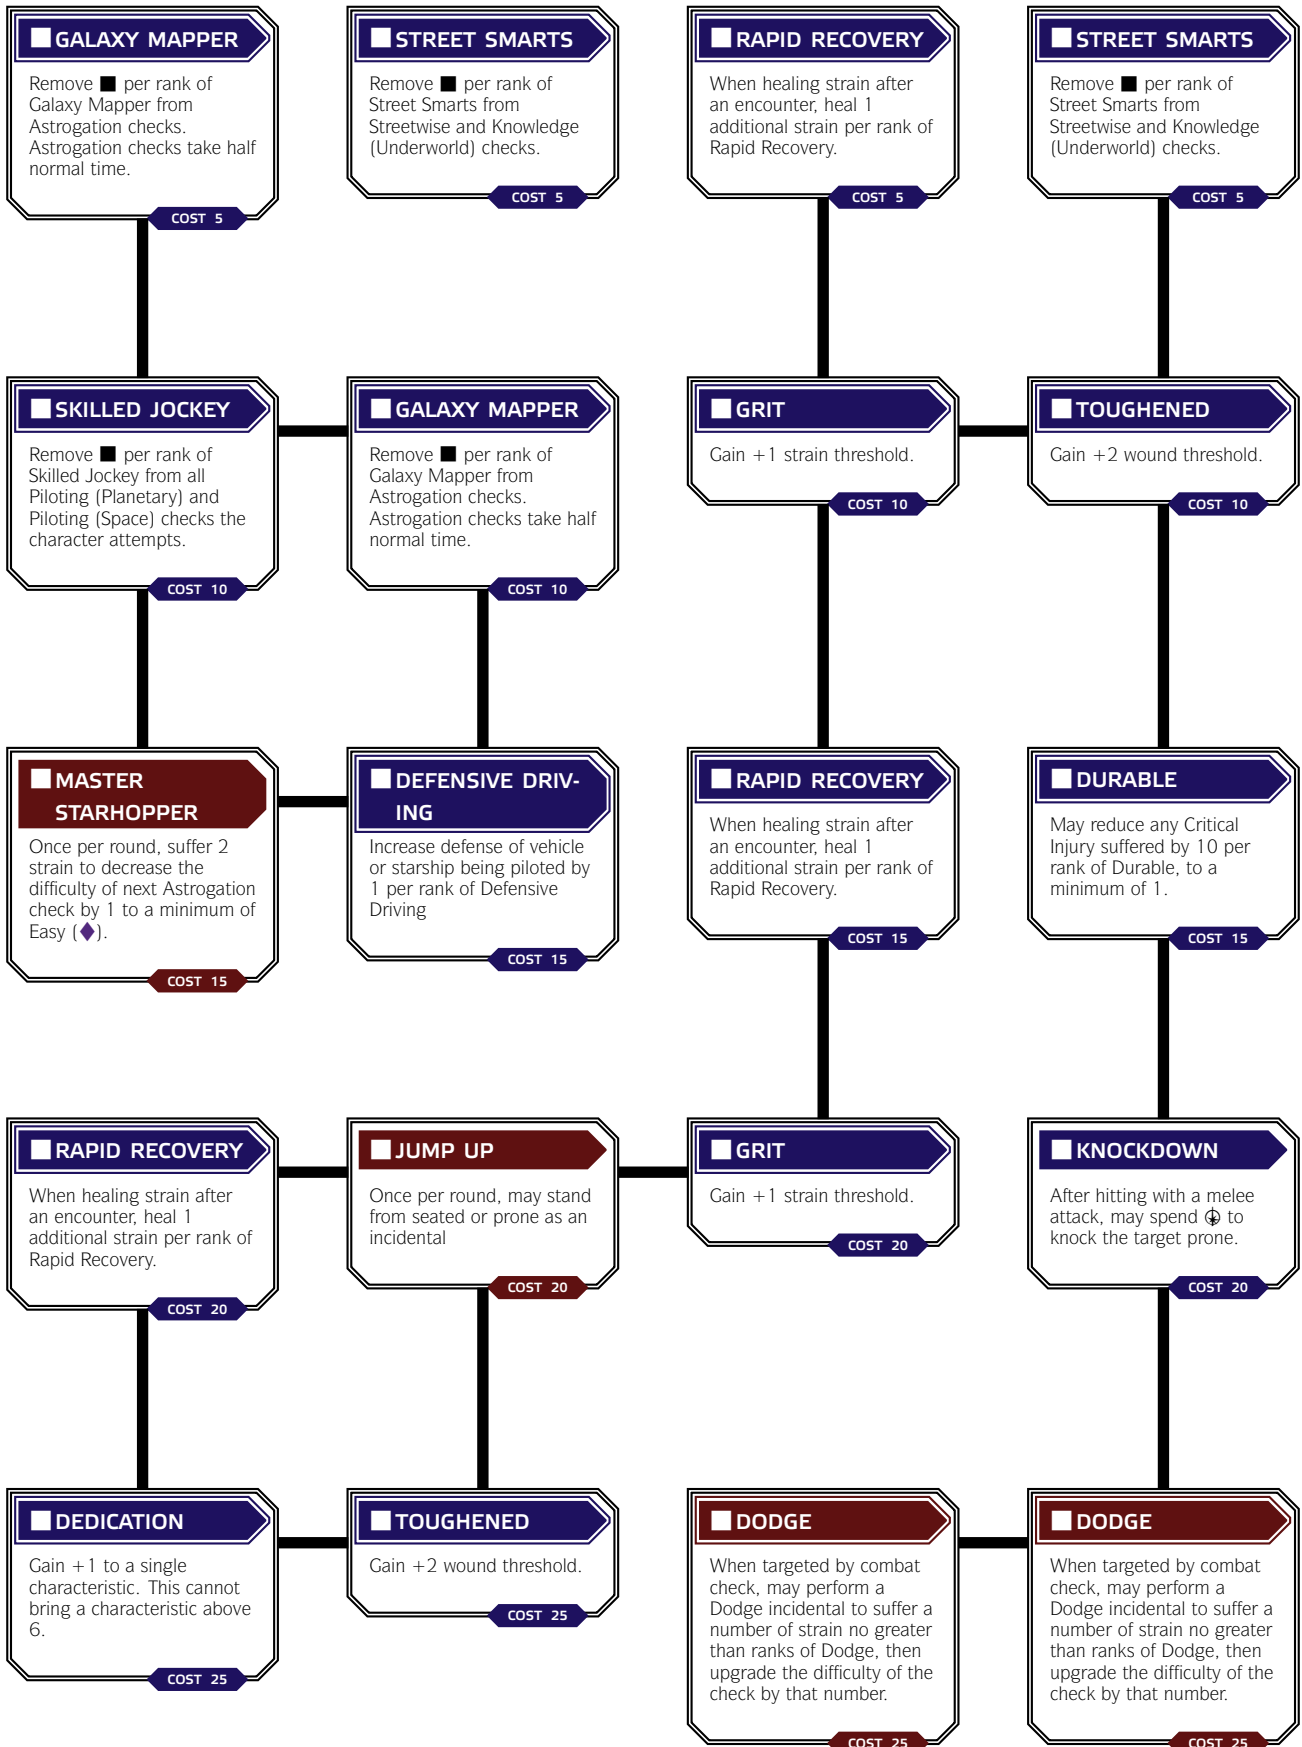 GALAXY MAPPER
Remove ■ per rank of
Galaxy Mapper from
Astrogation checks.
Astrogation checks take half
normal time.
COST 5
STREET SMARTS
Remove ■ per rank of
Street Smarts from
Streetwise and Knowledge
(Underworld) checks.
COST 5
RAPID RECOVERY
When healing strain after
an encounter, heal 1
additional strain per rank of
Rapid Recovery.
COST 5
STREET SMARTS
Remove ■ per rank of
Street Smarts from
Streetwise and Knowledge
(Underworld) checks.
COST 5
SKILLED JOCKEY
Remove ■ per rank of
Skilled Jockey from all
Piloting (Planetary) and
Piloting (Space) checks the
character attempts.
COST 10
GALAXY MAPPER
Remove ■ per rank of
Galaxy Mapper from
Astrogation checks.
Astrogation checks take half
normal time.
COST 10
GRIT
Gain +1 strain threshold.
COST 10
TOUGHENED
Gain +2 wound threshold.
COST 10
MASTER
STARHOPPER
Once per round, suffer 2
strain to decrease the
difficulty of next Astrogation
check by 1 to a minimum of
Easy (♦).
COST 15
DEFENSIVE DRIV-
ING
Increase defense of vehicle
or starship being piloted by
1 per rank of Defensive
Driving
COST 15
RAPID RECOVERY
When healing strain after
an encounter, heal 1
additional strain per rank of
Rapid Recovery.
COST 15
DURABLE
May reduce any Critical
Injury suffered by 10 per
rank of Durable, to a
minimum of 1.
COST 15
RAPID RECOVERY
When healing strain after
an encounter, heal 1
additional strain per rank of
Rapid Recovery.
COST 20
JUMP UP
Once per round, may stand
from seated or prone as an
incidental
COST 20
GRIT
Gain +1 strain threshold.
COST 20
KNOCKDOWN
After hitting with a melee
attack, may spend to
knock the target prone.
COST 20
DEDICATION
Gain +1 to a single
characteristic. This cannot
bring a characteristic above
6.
COST 25
TOUGHENED
Gain +2 wound threshold.
COST 25
DODGE
When targeted by combat
check, may perform a
Dodge incidental to suffer a
number of strain no greater
than ranks of Dodge, then
upgrade the difficulty of the
check by that number.
COST 25
DODGE
When targeted by combat
check, may perform a
Dodge incidental to suffer a
number of strain no greater
than ranks of Dodge, then
upgrade the difficulty of the
check by that number.
COST 25